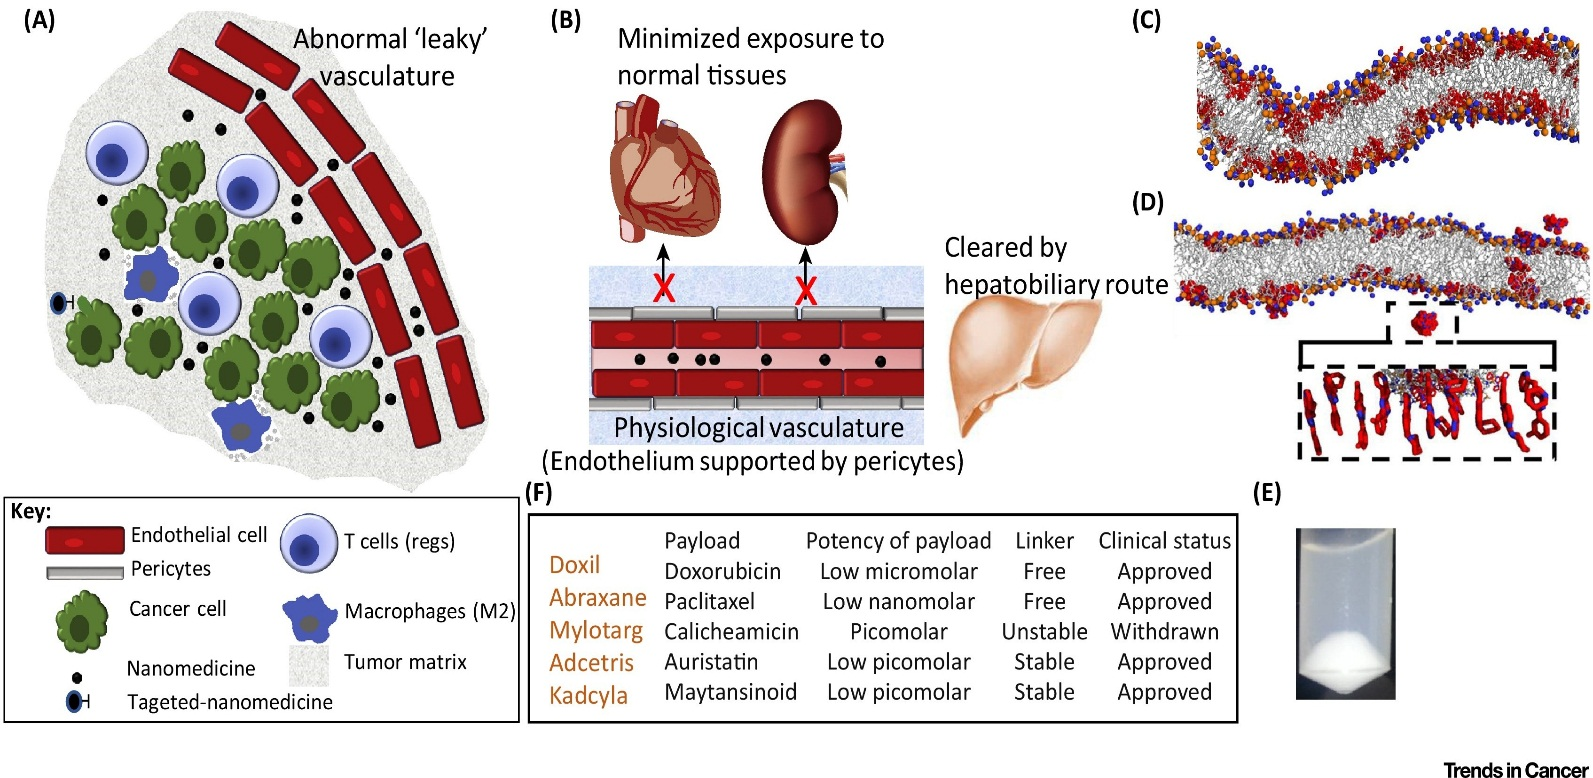 (A)
Abnormal ‘leaky’
vasculature
(B)
Minimized exposure to
normal tissues
X
X
Cleared by
hepatobiliary route
Physiological vasculature
(Endothelium supported by pericytes)
(C)
(D)
Key:
Endothelial cell
Pericytes
Cancer cell
Nanomedicine
Tageted-nanomedicine
T cells (regs)
Macrophages (M2)
Tumor matrix
(F)
Payload Potency of payload Linker Clinical status
Doxil Doxorubicin Low micromolar Free Approved
Abraxane Paclitaxel Low nanomolar Free Approved
Mylotarg Calicheamicin Picomolar Unstable Withdrawn
Adcetris Auristatin Low picomolar Stable Approved
Kadcyla Maytansinoid Low picomolar Stable Approved
(E)
Trends in Cancer